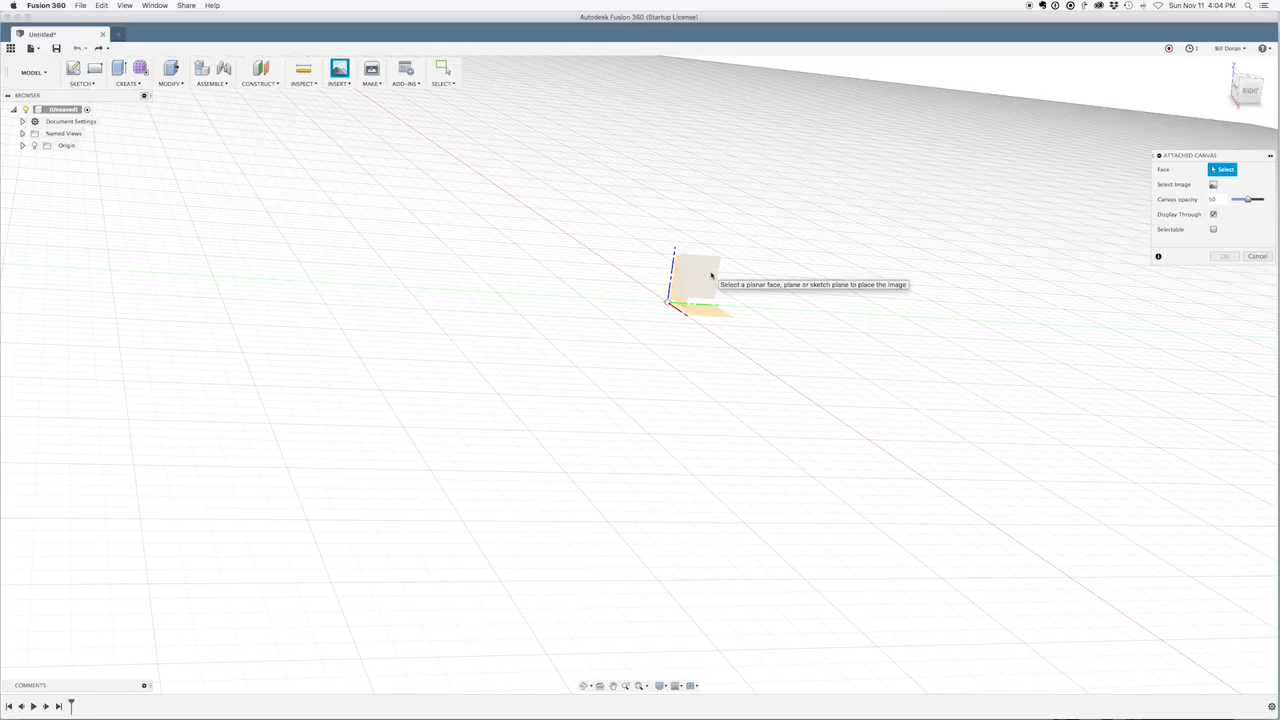 Fusion 360 File Edit View Window Share Help
Sun Nov 11 4:04 PM
Autodesk Fusion 360 (Startup License)
Untitled*
1 Bill Doran
MODEL SKETCH CREATE MODIFY ASSEMBLE CONSTRUCT INSPECT INSERT MAKE ADD-INS SELECT
BROWSER
(Unsaved)
Document Settings
Named Views
Origin
Z
RIGHT
ATTACHED CANVAS
Face Select
Select Image
Canvas opacity 50
Display Through
Selectable
OK Cancel
Select a planar face, plane or sketch plane to place the image
COMMENTS